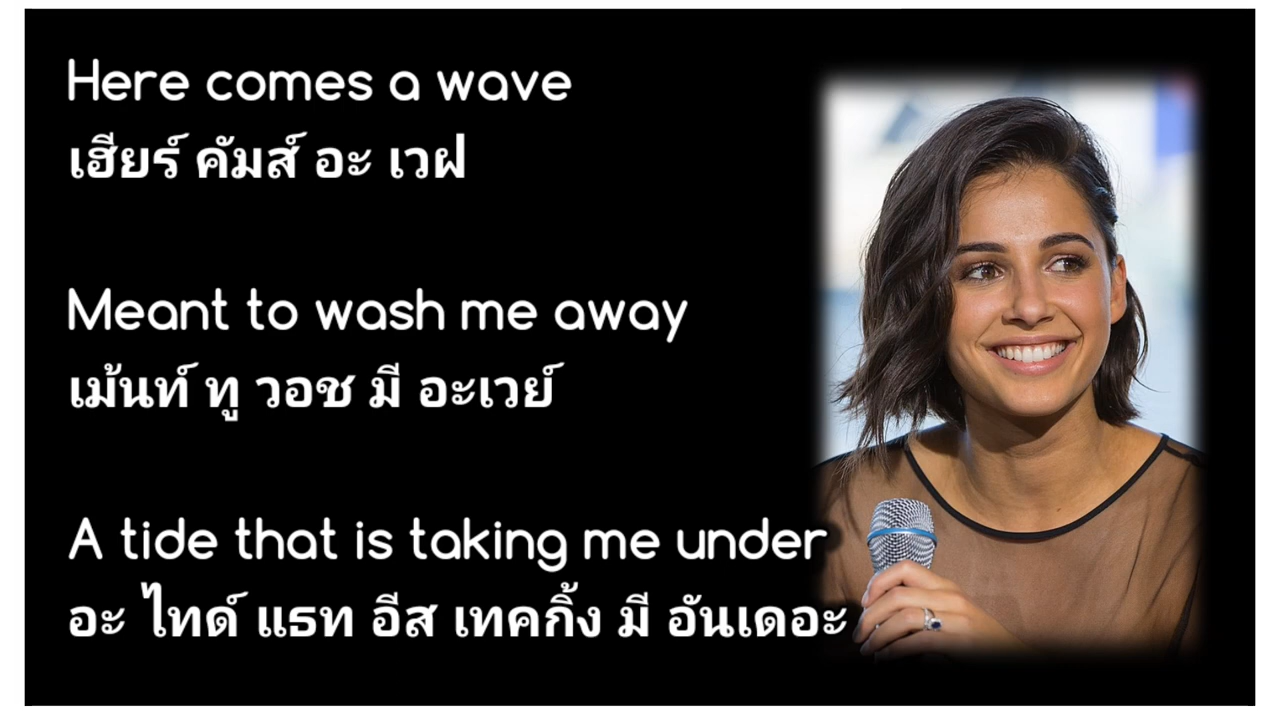 Here comes a wave
เฮียร์ คัมส์ อะ เวฝ
Meant to wash me away
เม้นท์ ทู วอช มี อะเวย์
A tide that is taking me under
อะ ไทด์ แธท อีส เทคกิ้ง มี อันเดอะ